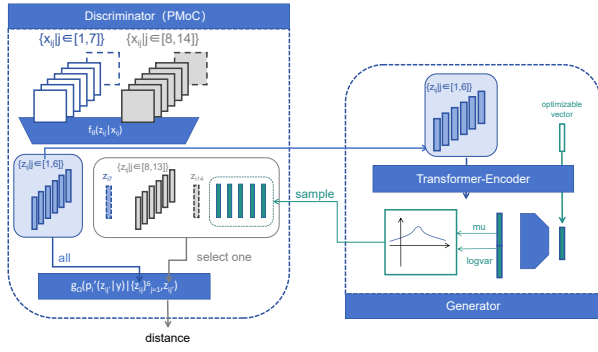 Discriminator (PMoC)
{x_ij|j∈[1,7]}
{x_ij|j∈[8,14]}
f_θ(z_ij|x_ij)
{z_ij|j∈[1,6]}
z_i7
{z_ij|j∈[8,13]}
z_i14
all
select one
g_Ω(p_i'(z_ij'|y)|{z_ij}^6_j=1,z_ij')
distance
sample
{z_ij|j∈[1,6]}
optimizable
vector
Transformer-Encoder
mu
logvar
Generator